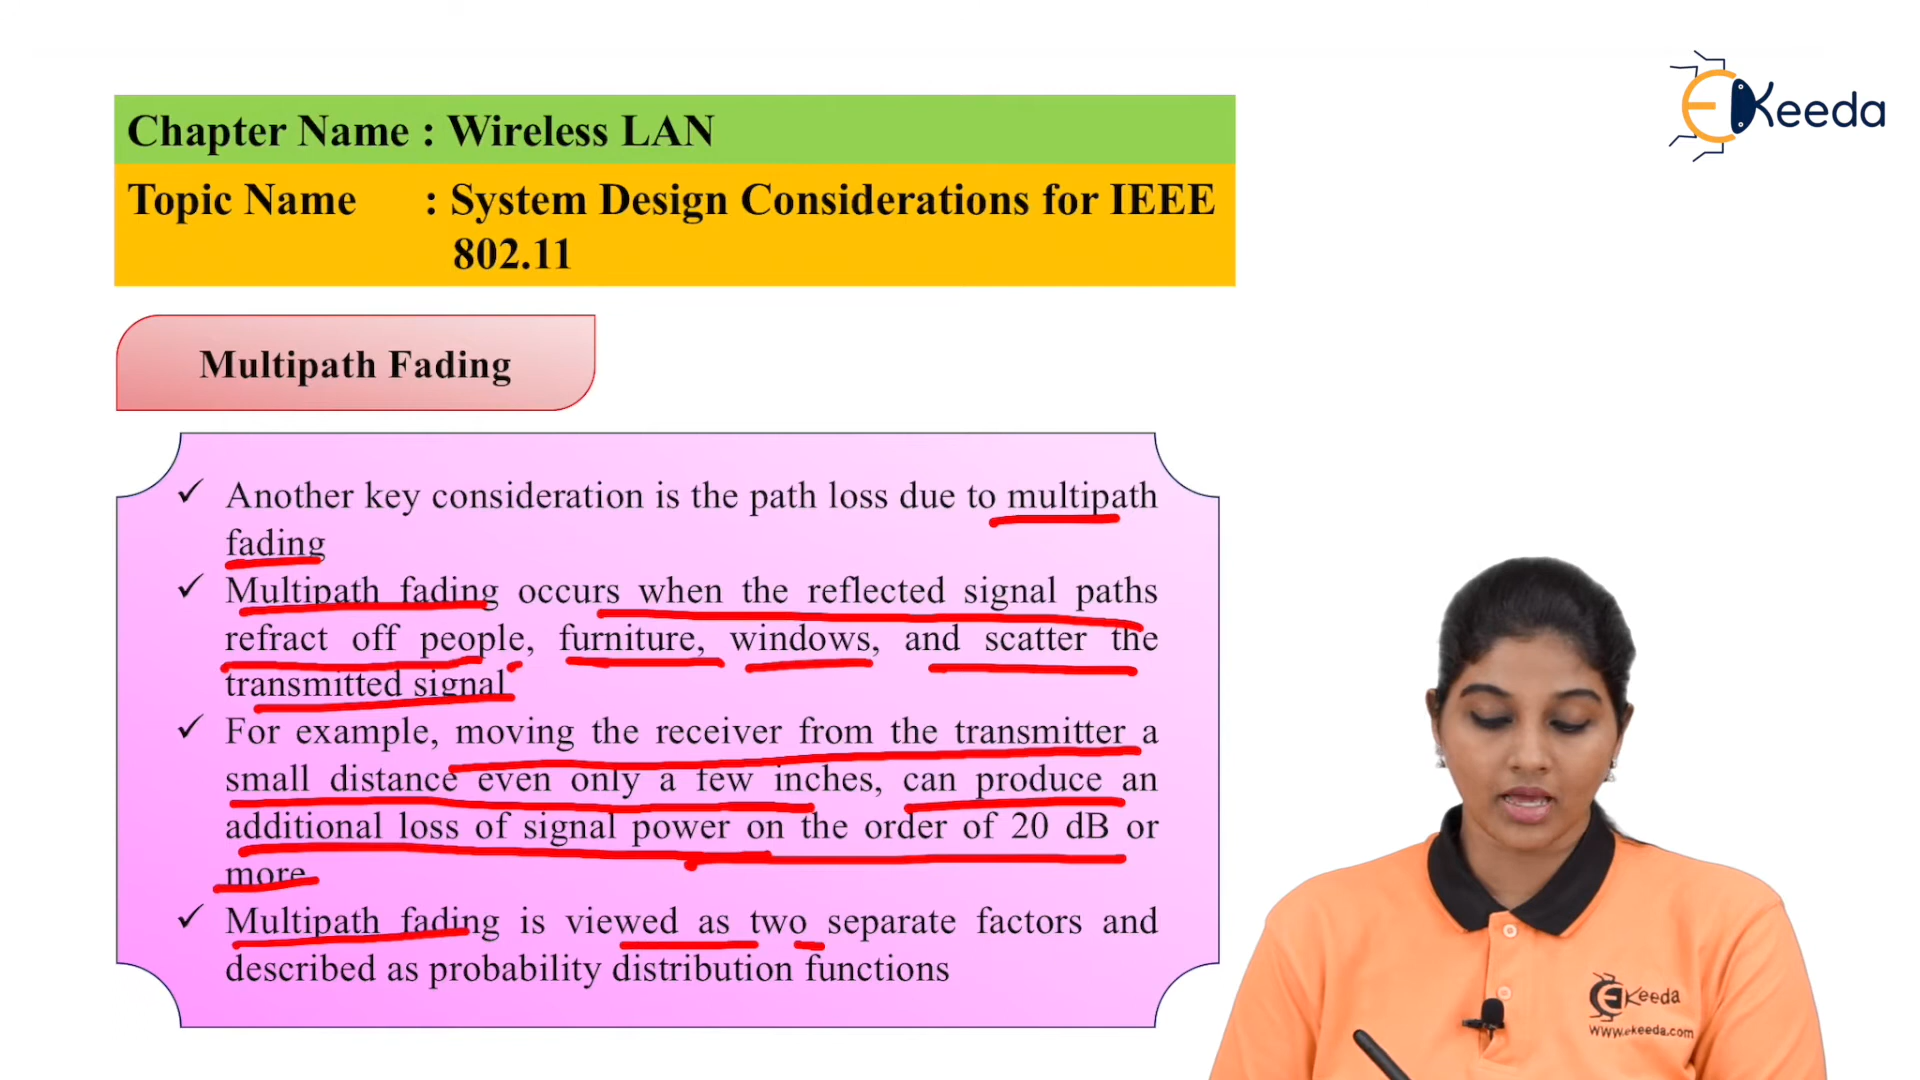 EKeeda
Chapter Name : Wireless LAN
Topic Name : System Design Considerations for IEEE
802.11
Multipath Fading
✓ Another key consideration is the path loss due to multipath
fading
✓ Multipath fading occurs when the reflected signal paths
refract off people, furniture, windows, and scatter the
transmitted signal
✓ For example, moving the receiver from the transmitter a
small distance even only a few inches, can produce an
additional loss of signal power on the order of 20 dB or
more
✓ Multipath fading is viewed as two separate factors and
described as probability distribution functions
EKeeda
www.ekeeda.com